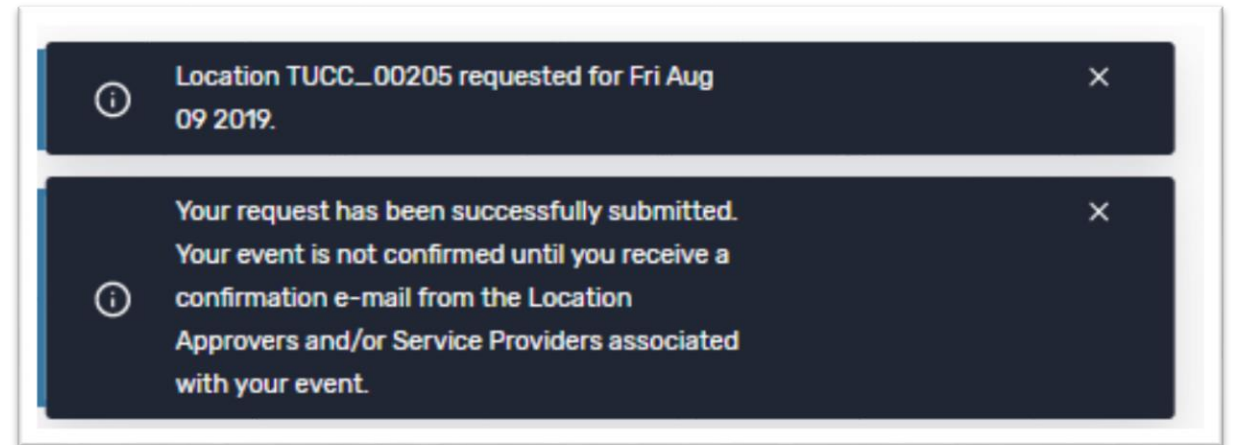 Location TUCC_00205 requested for Fri Aug
09 2019.
Your request has been successfully submitted.
Your event is not confirmed until you receive a
confirmation e-mail from the Location
Approvers and/or Service Providers associated
with your event.